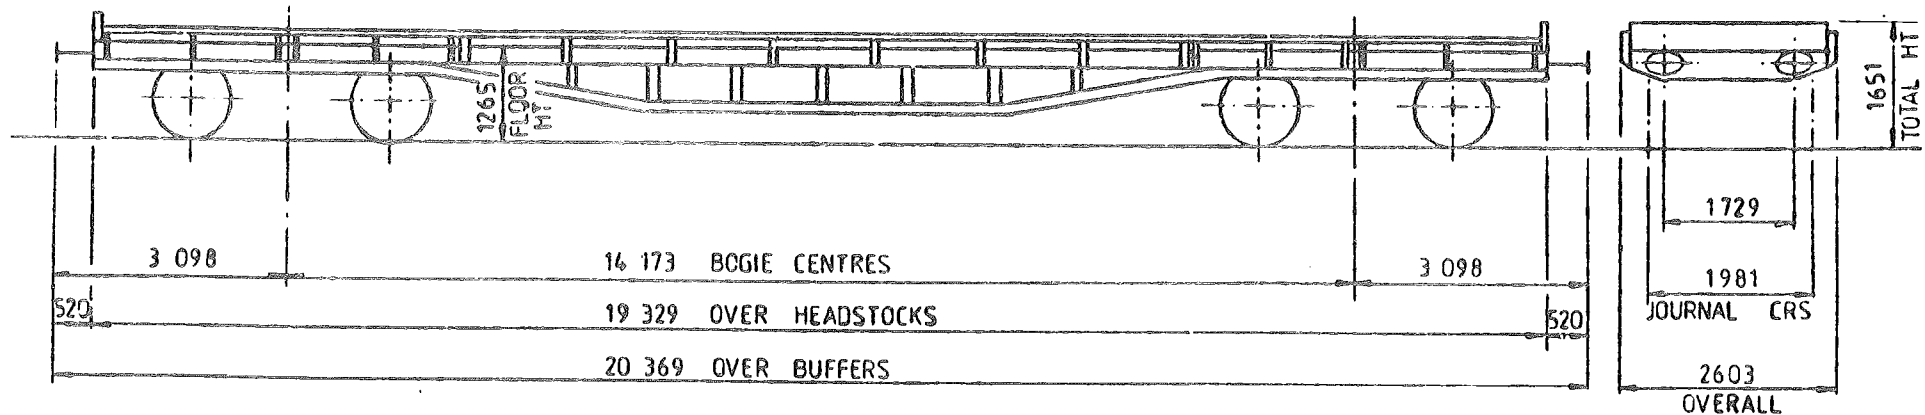 1265
FLOOR
HT
1651
TOTAL HT
1729
3 098
14 173 BOGIE CENTRES
3 098
1981
JOURNAL CRS
520
19 329 OVER HEADSTOCKS
520
20 369 OVER BUFFERS
2603
OVERALL